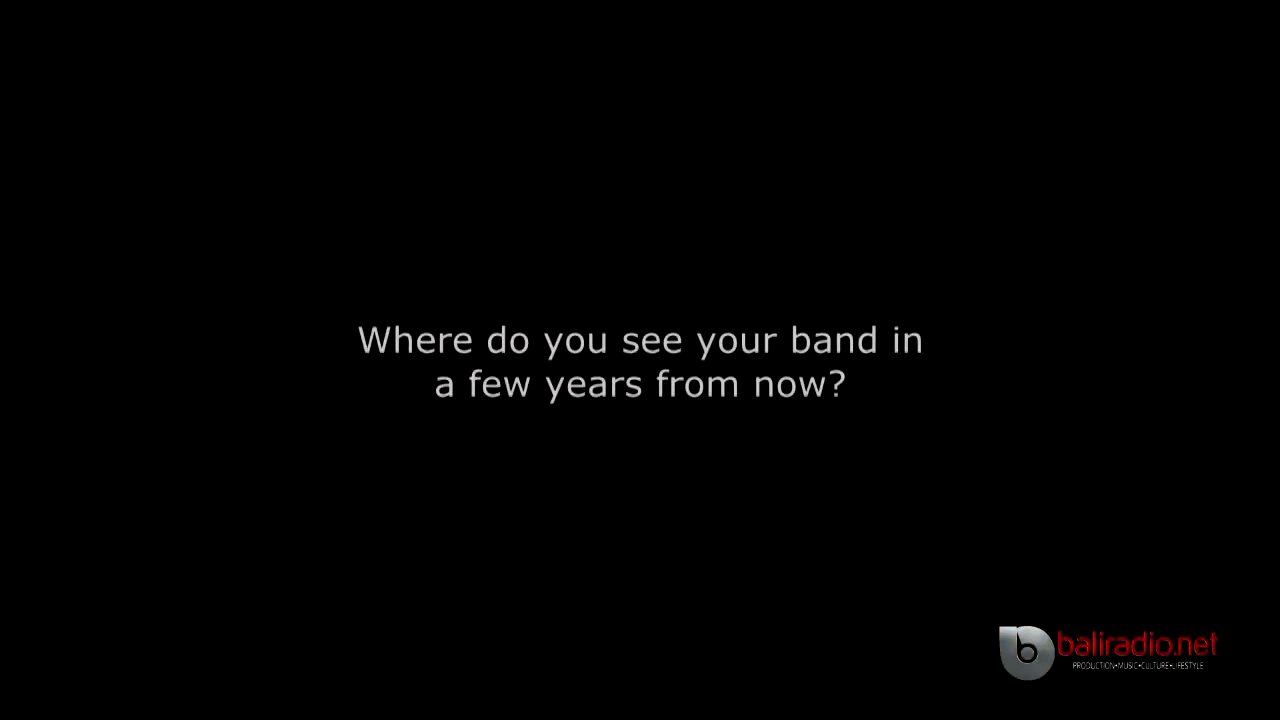 Where do you see your band in
a few years from now?
b baliradio.net
PRODUCTION•MUSIC•CULTURE•LIFESTYLE